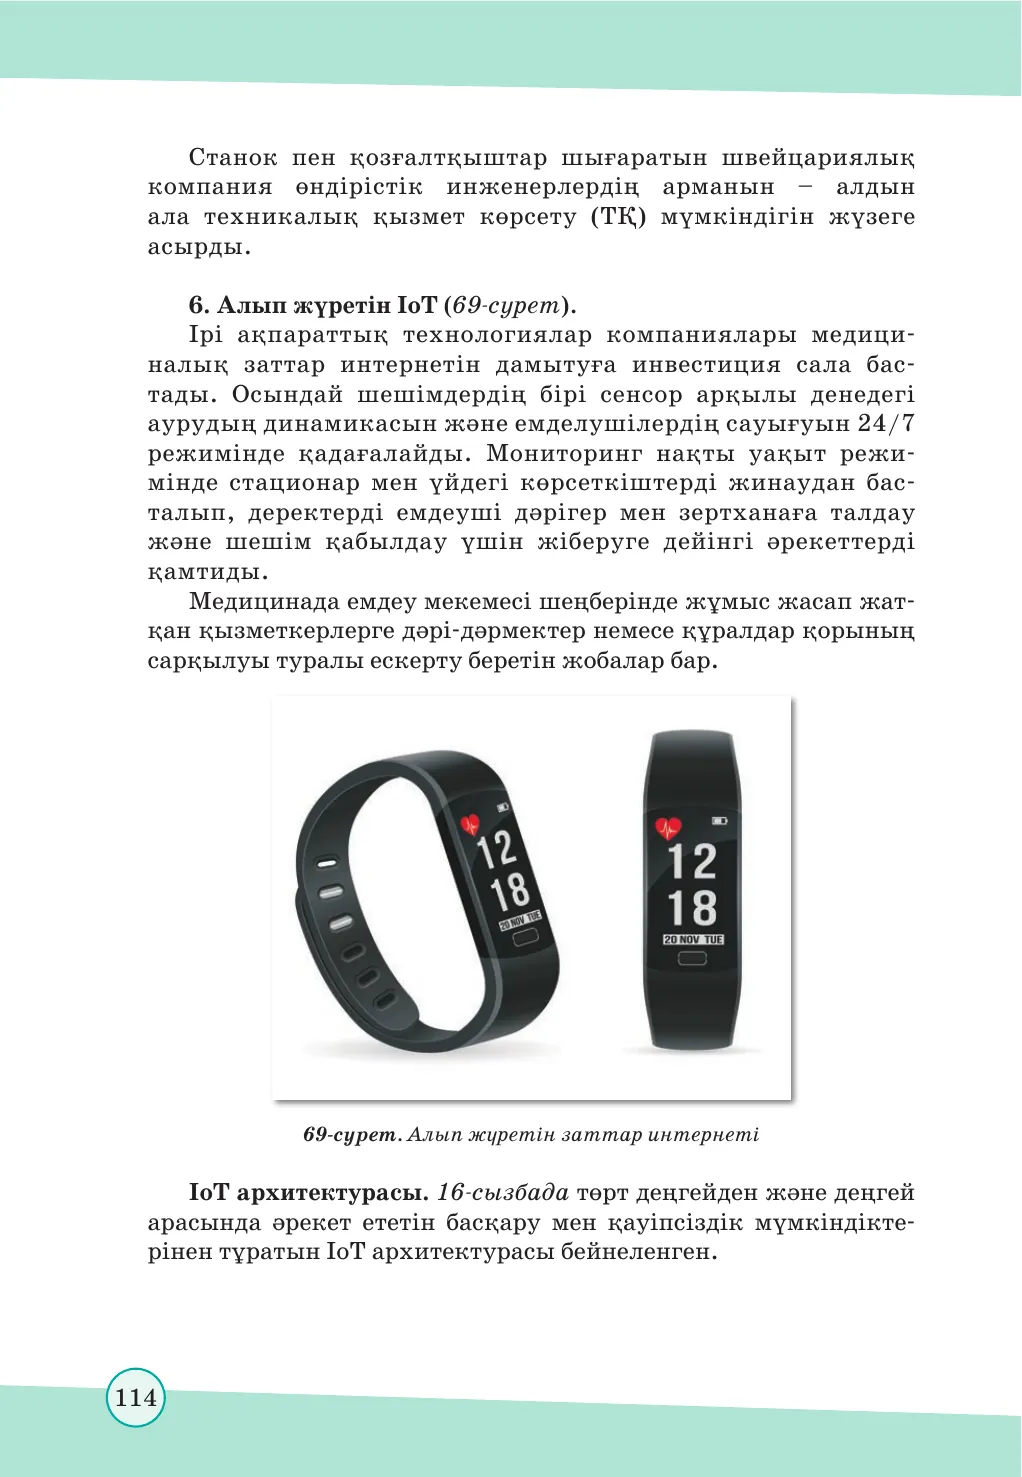 Станок пен қозғалтқыштар шығаратын швейцариялық
компания өндірістік инженерлердің арманын – алдын
ала техникалық қызмет көрсету (ТҚ) мүмкіндігін жүзеге
асырды.
6. Алып жүретін IoT (69-сурет).
Ірі ақпараттық технологиялар компаниялары медици-
налық заттар интернетін дамытуға инвестиция сала бас-
тады. Осындай шешімдердің бірі сенсор арқылы денедегі
аурудың динамикасын және емделушілердің сауығуын 24/7
режимінде қадағалайды. Мониторинг нақты уақыт режи-
мінде стационар мен үйдегі көрсеткіштерді жинаудан бас-
талып, деректерді емдеуші дәрігер мен зертханаға талдау
және шешім қабылдау үшін жіберуге дейінгі әрекеттерді
қамтиды.
Медицинада емдеу мекемесі шеңберінде жұмыс жасап жат-
қан қызметкерлерге дәрі-дәрмектер немесе құралдар қорының
сарқылуы туралы ескерту беретін жобалар бар.
12
18
20 NOV TUE
12
18
20 NOV TUE
69-сурет. Алып жүретін заттар интернеті
IoT архитектурасы. 16-сызбада төрт деңгейден және деңгей
арасында әрекет ететін басқару мен қауіпсіздік мүмкіндікте-
рінен тұратын IoT архитектурасы бейнеленген.
114